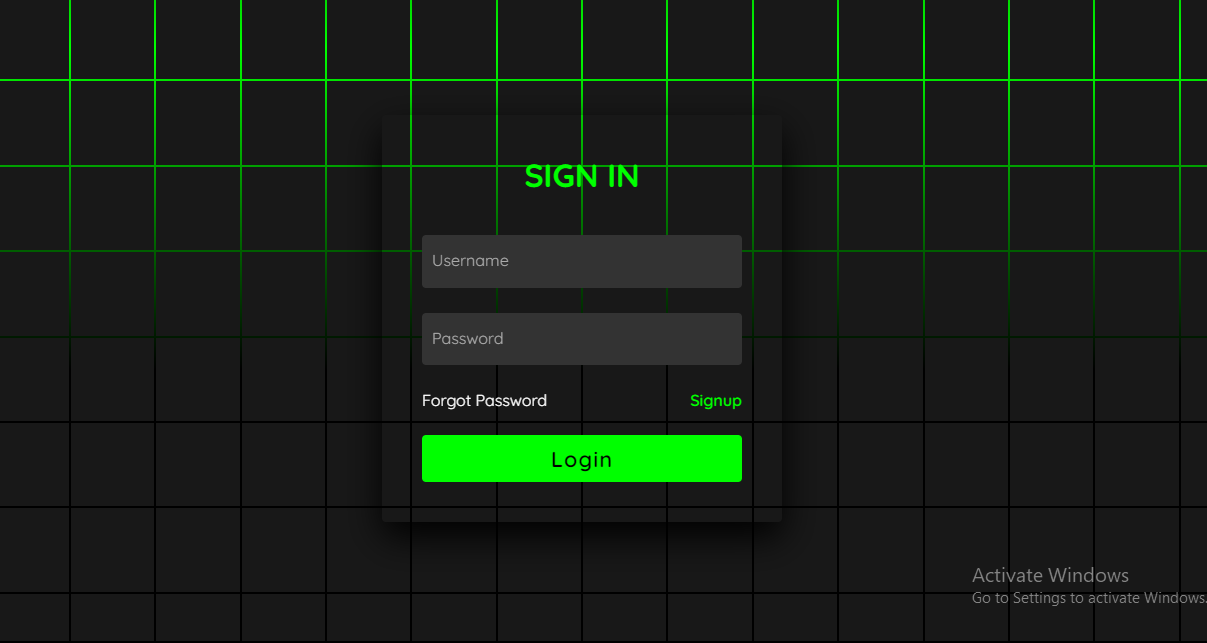 SIGN IN
Username
Password
Forgot Password
Signup
Login
Activate Windows
Go to Settings to activate Windows.